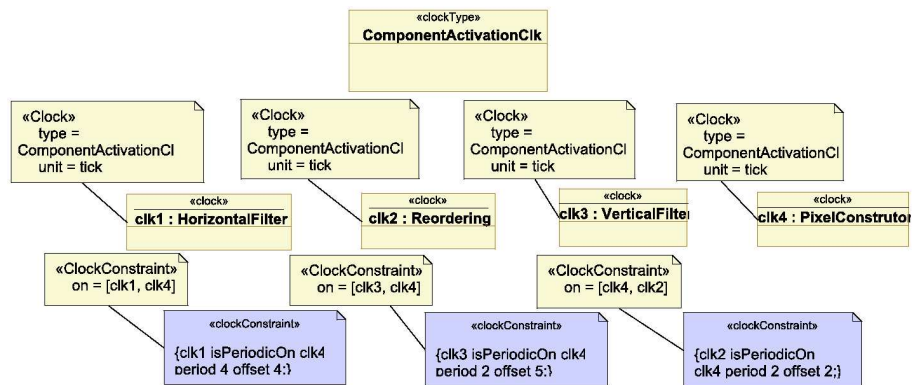 «clockType»
ComponentActivationClk
«Clock»
type =
ComponentActivationCl
unit = tick
«Clock»
type =
ComponentActivationCl
unit = tick
«Clock»
type =
ComponentActivationCl
unit = tick
«Clock»
type =
ComponentActivationCl
unit = tick
«clock»
clk1 : HorizontalFilter
«clock»
clk2 : Reordering
«clock»
clk3 : VerticalFilter
«clock»
clk4 : PixelConstrutor
«ClockConstraint»
on = [clk1, clk4]
«ClockConstraint»
on = [clk3, clk4]
«ClockConstraint»
on = [clk4, clk2]
«clockConstraint»
{clk1 isPeriodicOn clk4
period 4 offset 4;}
«clockConstraint»
{clk3 isPeriodicOn clk4
period 2 offset 5;}
«clockConstraint»
{clk2 isPeriodicOn
clk4 period 2 offset 2;}